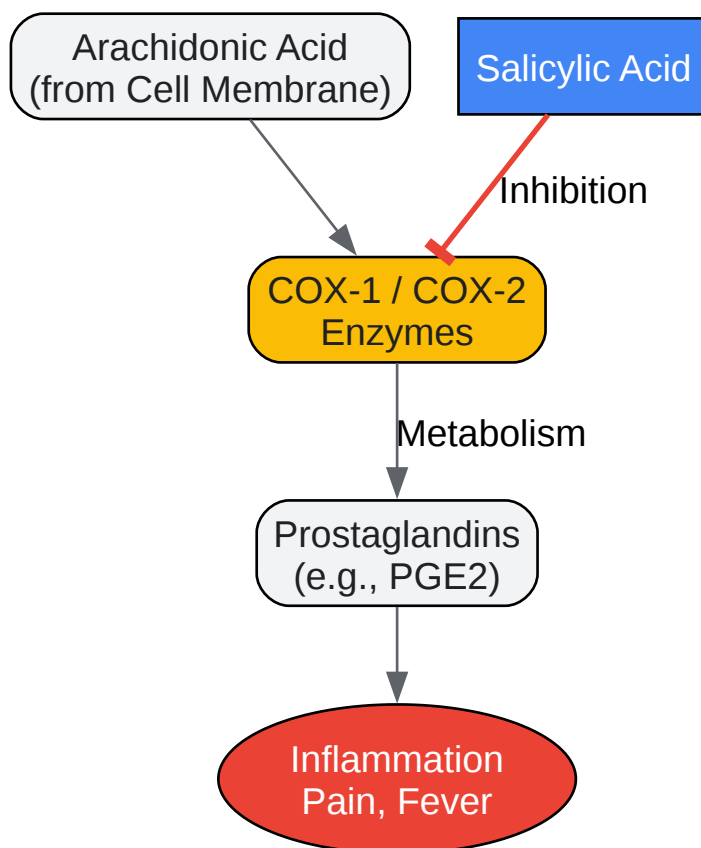 Arachidonic Acid
(from Cell Membrane)
Salicylic Acid
Inhibition
COX-1 / COX-2
Enzymes
Metabolism
Prostaglandins
(e.g., PGE2)
Inflammation
Pain, Fever